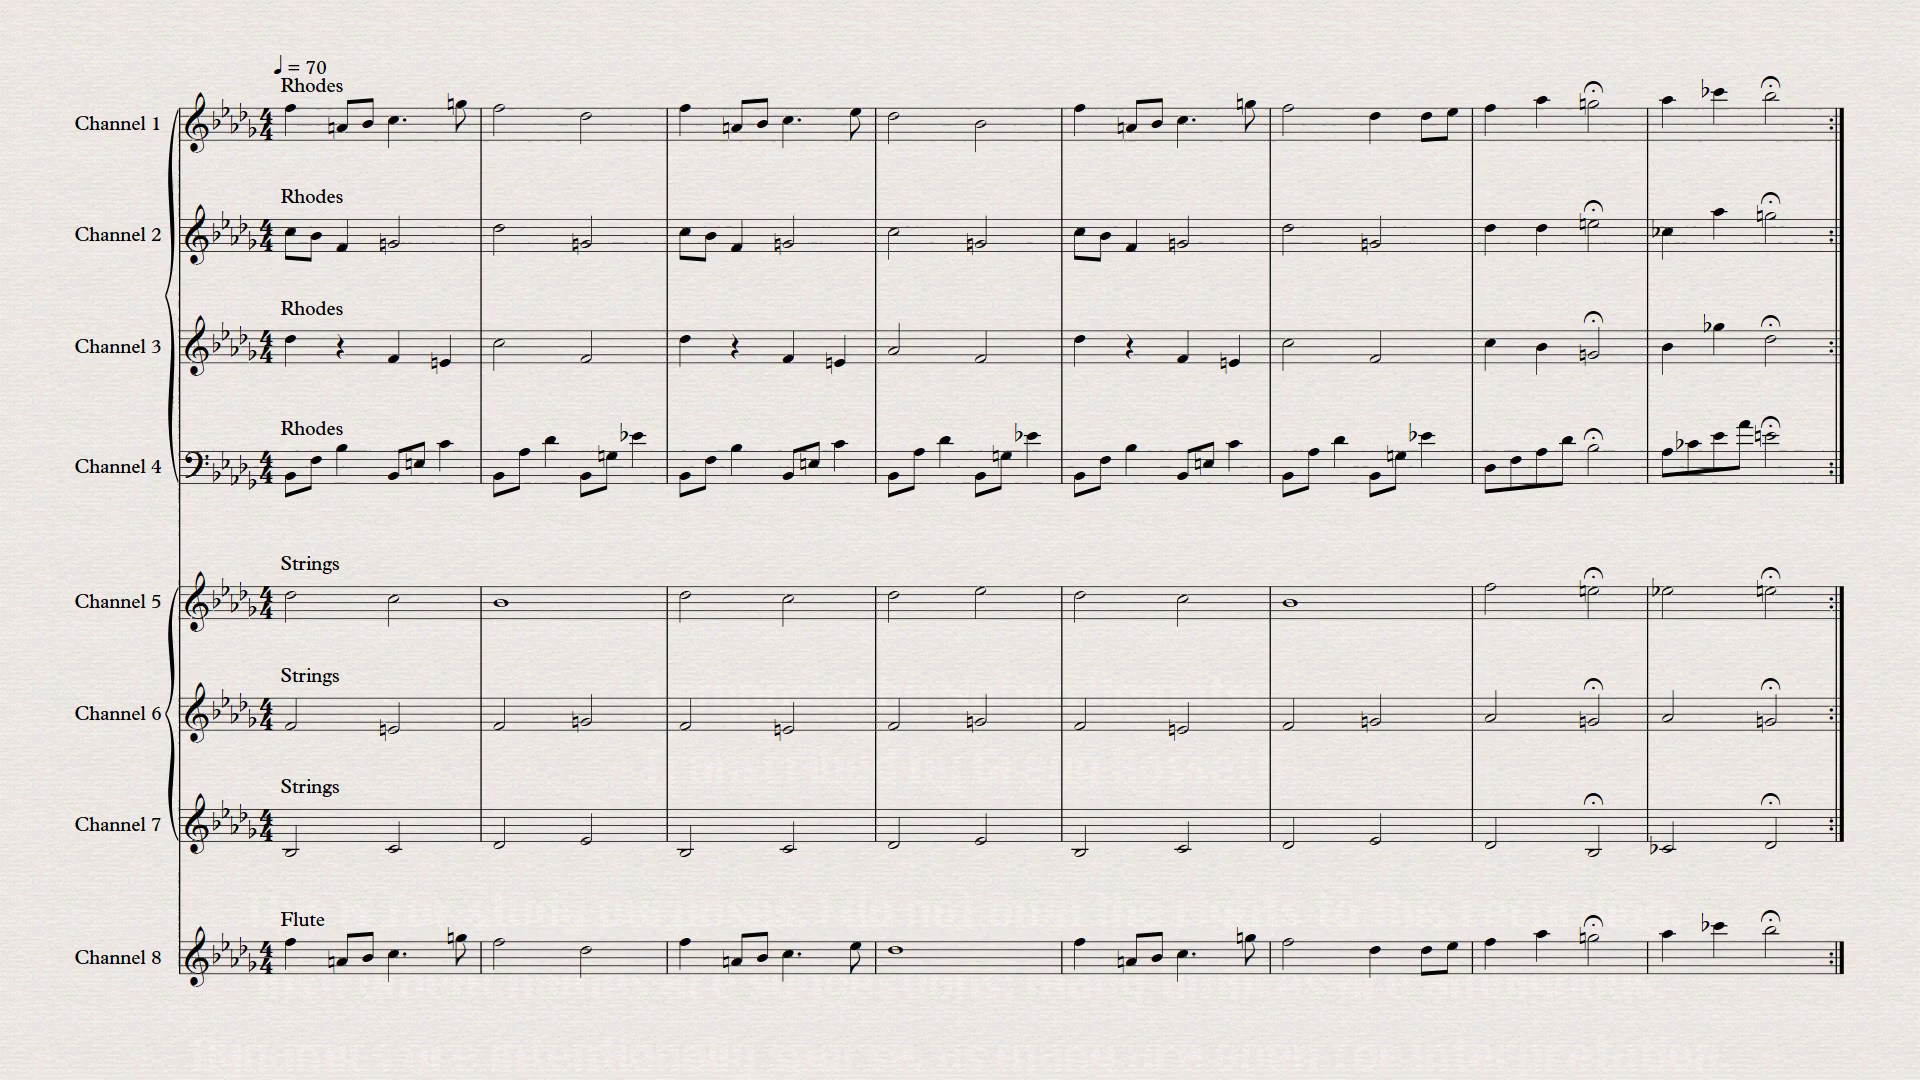 ♩ = 70
Rhodes
Channel 1
Rhodes
Channel 2
Rhodes
Channel 3
Rhodes
Channel 4
Strings
Channel 5
Strings
Channel 6
Strings
Channel 7
Flute
Channel 8